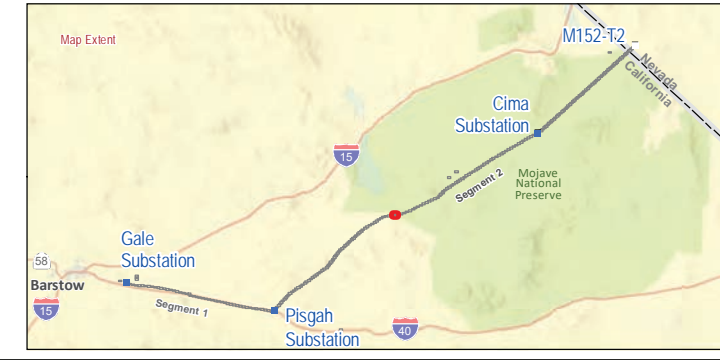 Map Extent
M152-T2
Nevada
California
Cima
Substation
15
Segment 2
Mojave
National
Preserve
Gale
Substation
58
Barstow
15
Segment 1
Pisgah
Substation
40